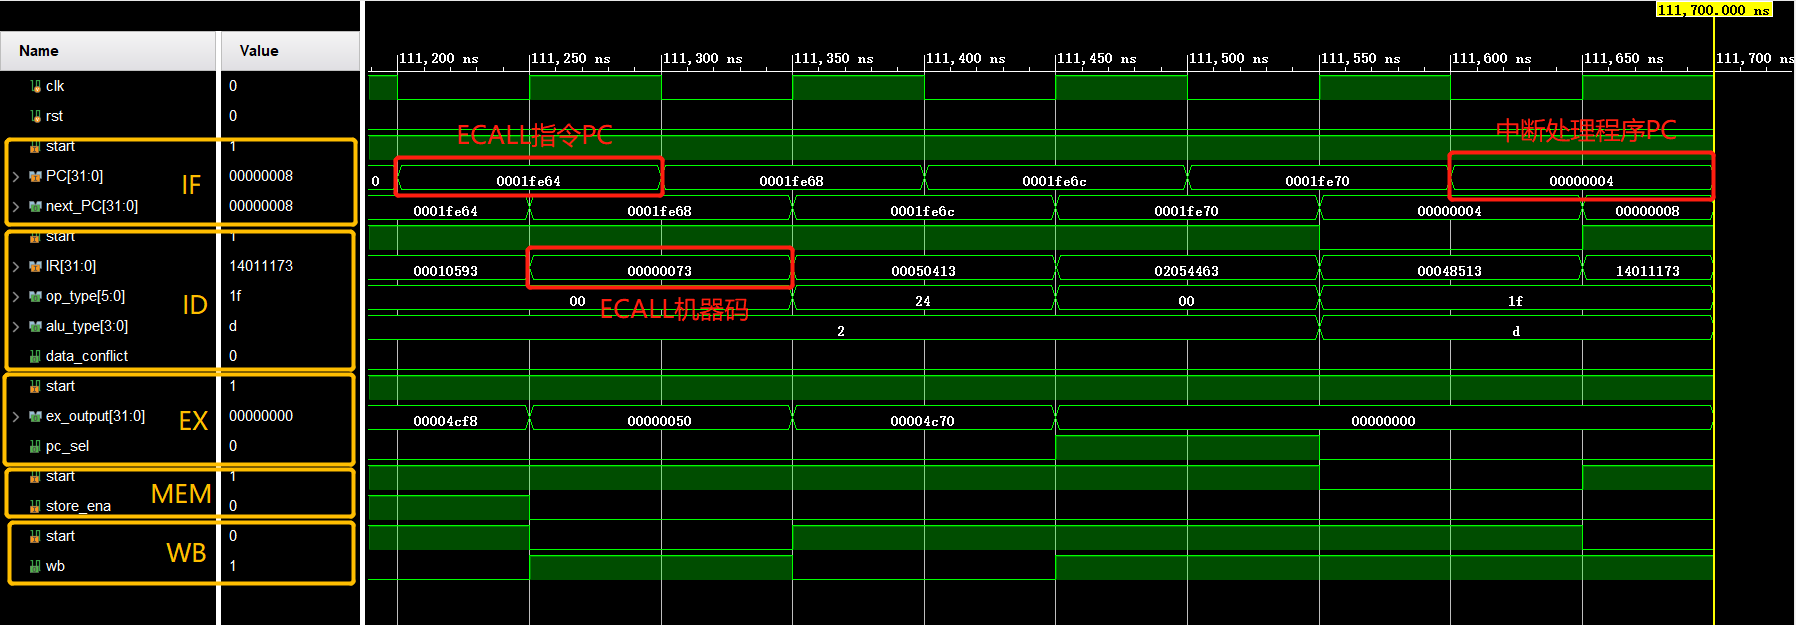 111,700.000 ns
Name Value
111,200 ns 111,250 ns 111,300 ns 111,350 ns 111,400 ns 111,450 ns 111,500 ns 111,550 ns 111,600 ns 111,650 ns 111,700 ns
clk 0
rst 0
ECALL指令PC 中断处理程序PC
start 1
PC[31:0] 00000008 0 0001fe64 0001fe68 0001fe6c 0001fe70 00000004
IF
next_PC[31:0] 00000008 0001fe64 0001fe68 0001fe6c 0001fe70 00000004 00000008
start 1
IR[31:0] 14011173 00010593 00000073 00050413 02054463 00048513 14011173
op_type[5:0] 1f 00 24 00 1f
ID
ECALL机器码
alu_type[3:0] d 2 d
data_conflict 0
start 1
ex_output[31:0] 00000000 00004cf8 00000050 00004c70 00000000
EX
pc_sel 0
start 1
MEM
store_ena 0
start 0
WB
wb 1